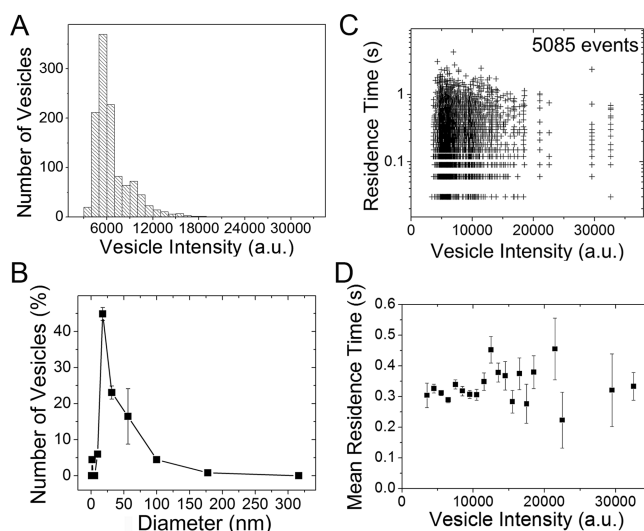 A
Number of Vesicles
300
200
100
0
6000 12000 18000 24000 30000
Vesicle Intensity (a.u.)
B
Number of Vesicles (%)
40
30
20
10
0
0 50 100 150 200 250 300
Diameter (nm)
C
5085 events
Residence Time (s)
1
0.1
0 10000 20000 30000
Vesicle Intensity (a.u.)
D
Mean Residence Time (s)
0.6
0.5
0.4
0.3
0.2
0.1
0.0
0 10000 20000 30000
Vesicle Intensity (a.u.)